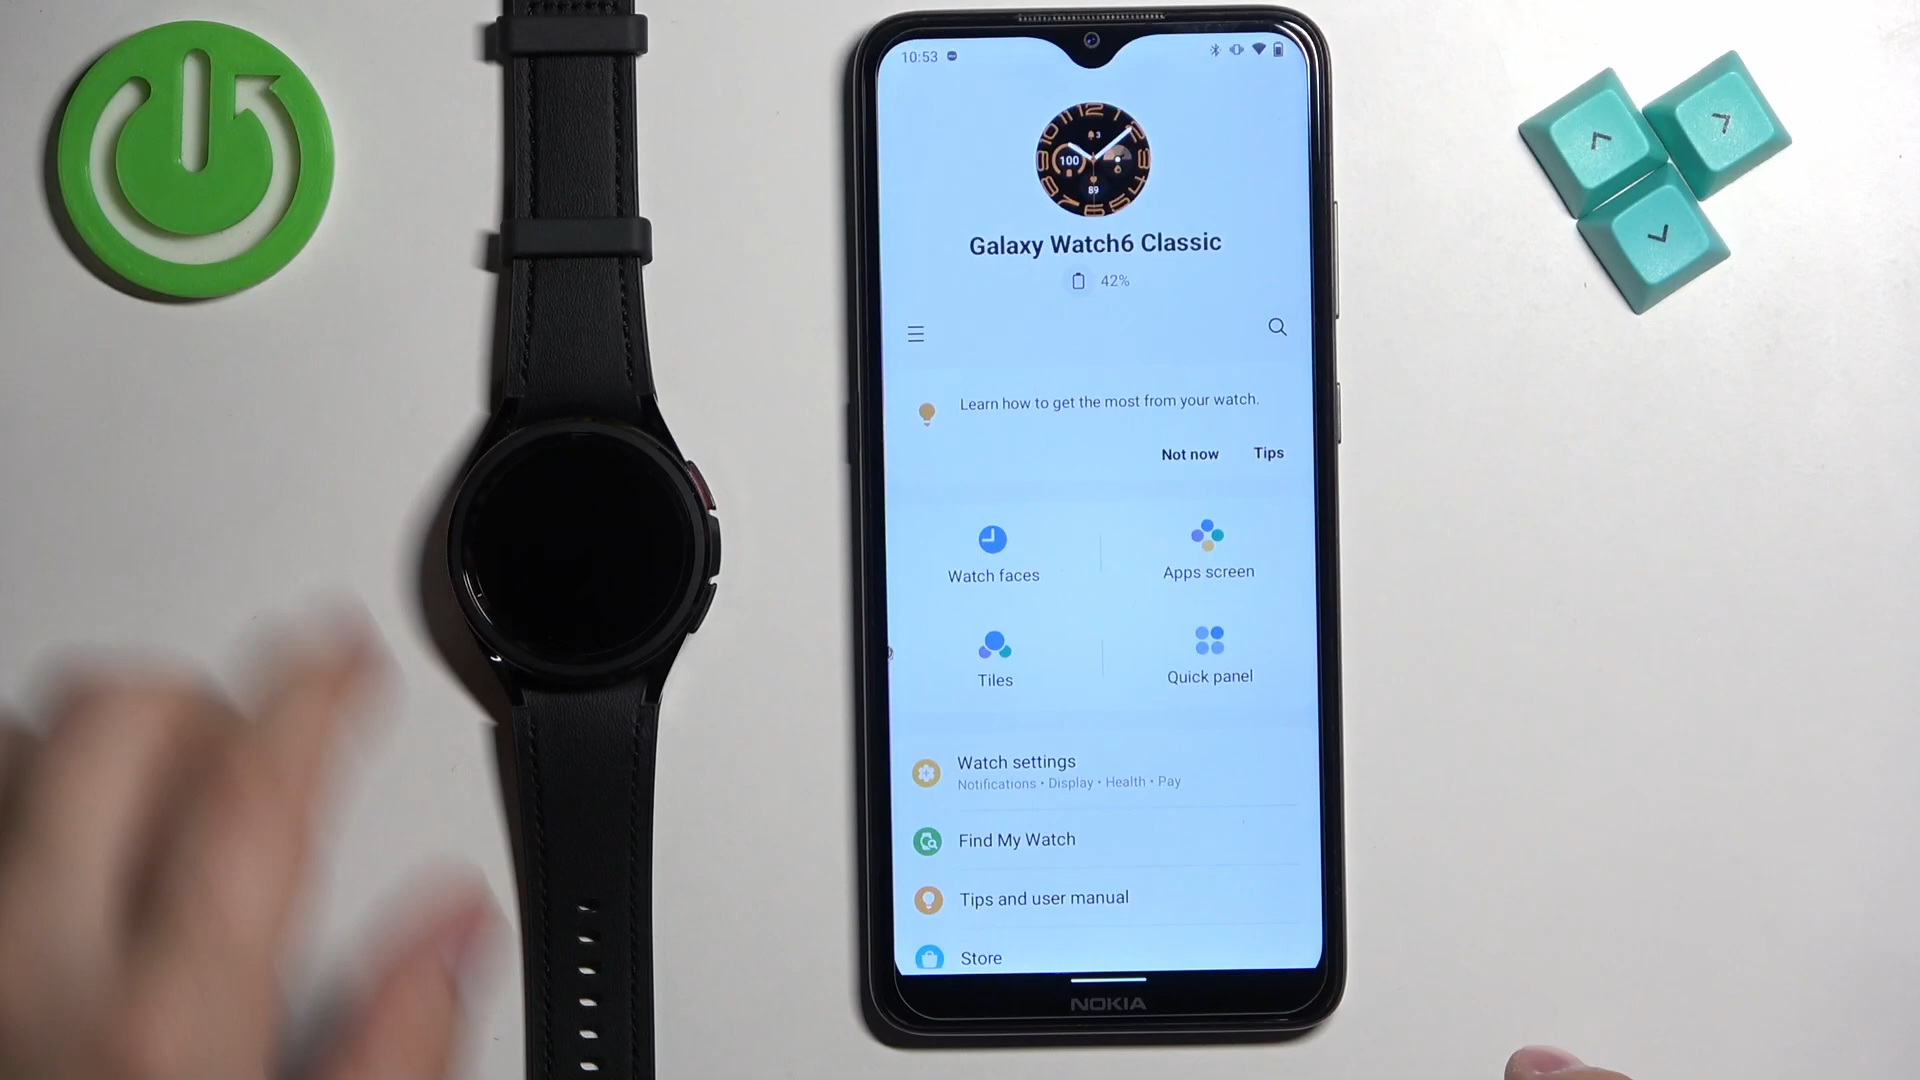 10:53
100
3
89
Galaxy Watch6 Classic
42%
Learn how to get the most from your watch.
Not now
Tips
Watch faces
Apps screen
Tiles
Quick panel
Watch settings
Notifications • Display • Health • Pay
Find My Watch
Tips and user manual
Store
NOKIA